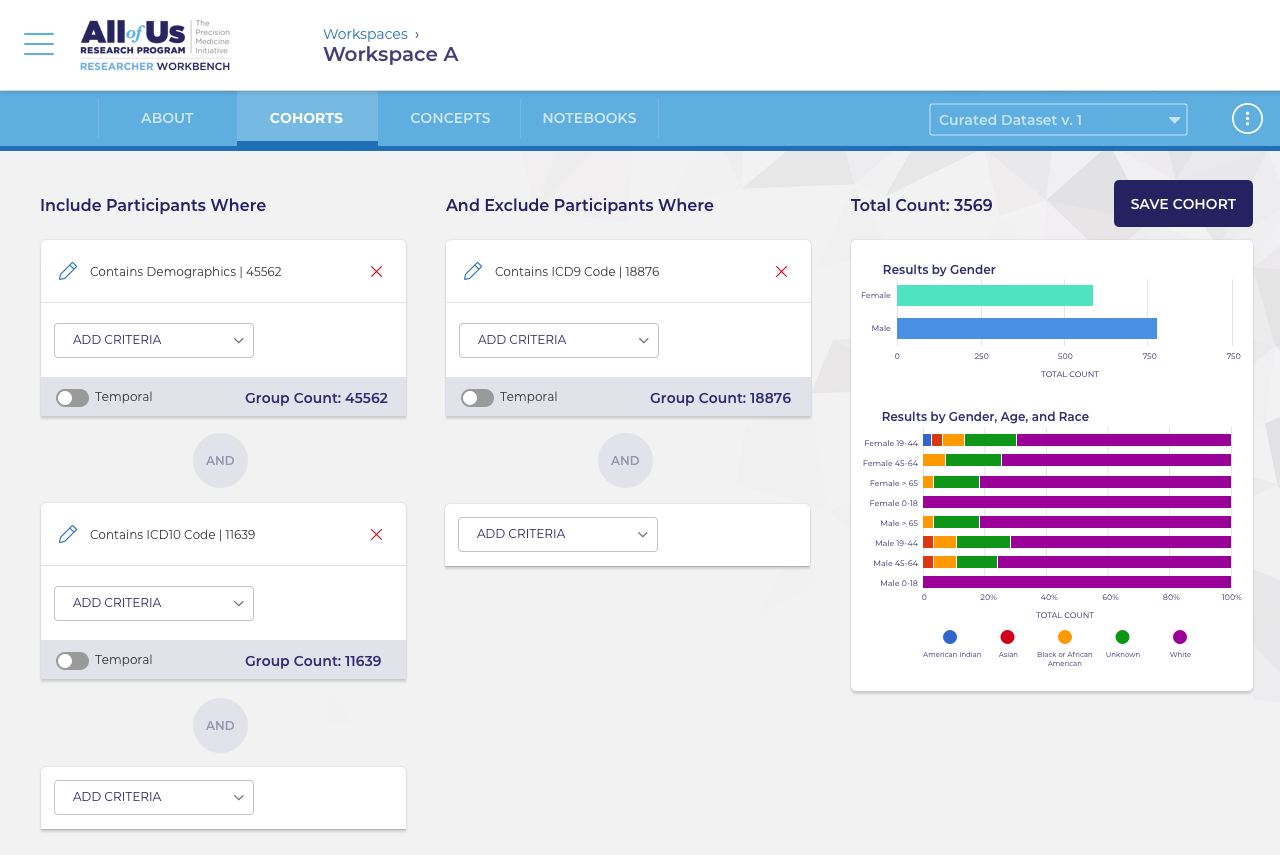 All of Us
RESEARCH PROGRAM
The
Precision
Medicine
Initiative
RESEARCHER WORKBENCH
Workspaces ›
Workspace A
ABOUT
COHORTS
CONCEPTS
NOTEBOOKS
Curated Dataset v. 1
Include Participants Where
Contains Demographics | 45562
ADD CRITERIA
Temporal
Group Count: 45562
AND
Contains ICD10 Code | 11639
ADD CRITERIA
Temporal
Group Count: 11639
AND
ADD CRITERIA
And Exclude Participants Where
Contains ICD9 Code | 18876
ADD CRITERIA
Temporal
Group Count: 18876
AND
ADD CRITERIA
Total Count: 3569
SAVE COHORT
Results by Gender
Female
Male
0 250 500 750 750
TOTAL COUNT
Results by Gender, Age, and Race
Female 19-44
Female 45-64
Female > 65
Female 0-18
Male > 65
Male 19-44
Male 45-64
Male 0-18
0 20% 40% 60% 80% 100%
TOTAL COUNT
American Indian
Asian
Black or African
American
Unknown
White